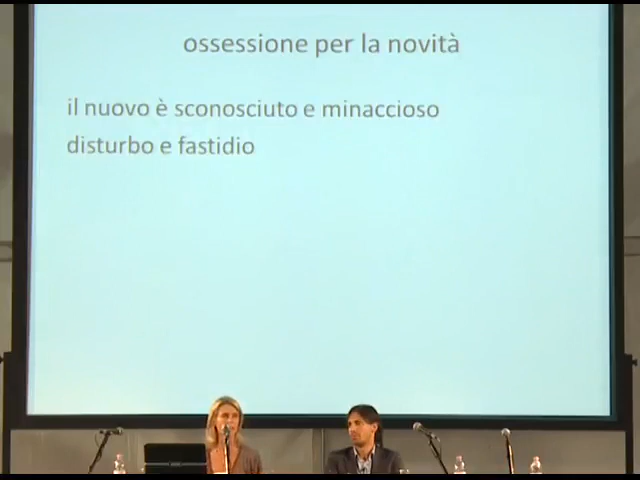 ossessione per la novità
il nuovo è sconosciuto e minaccioso
disturbo e fastidio